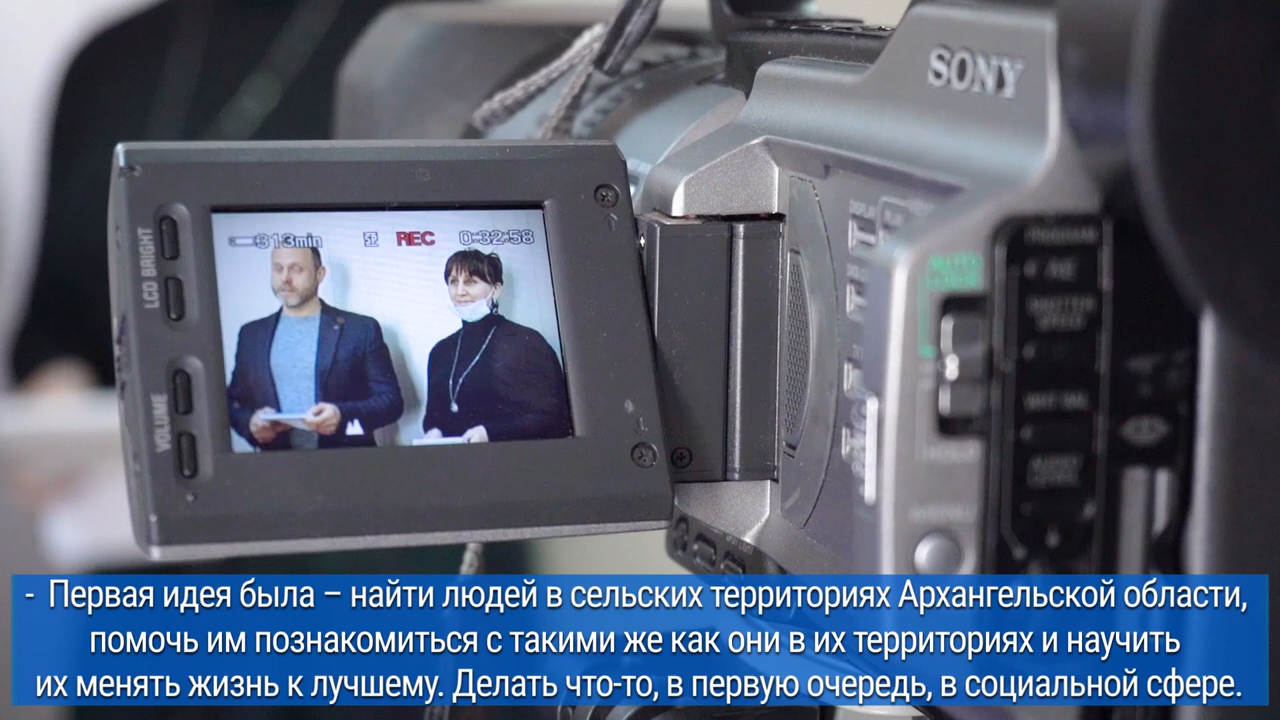 SONY
313min SP REC 0:32:58
LCD BRIGHT
VOLUME
- Первая идея была – найти людей в сельских территориях Архангельской области,
помочь им познакомиться с такими же как они в их территориях и научить
их менять жизнь к лучшему. Делать что-то, в первую очередь, в социальной сфере.